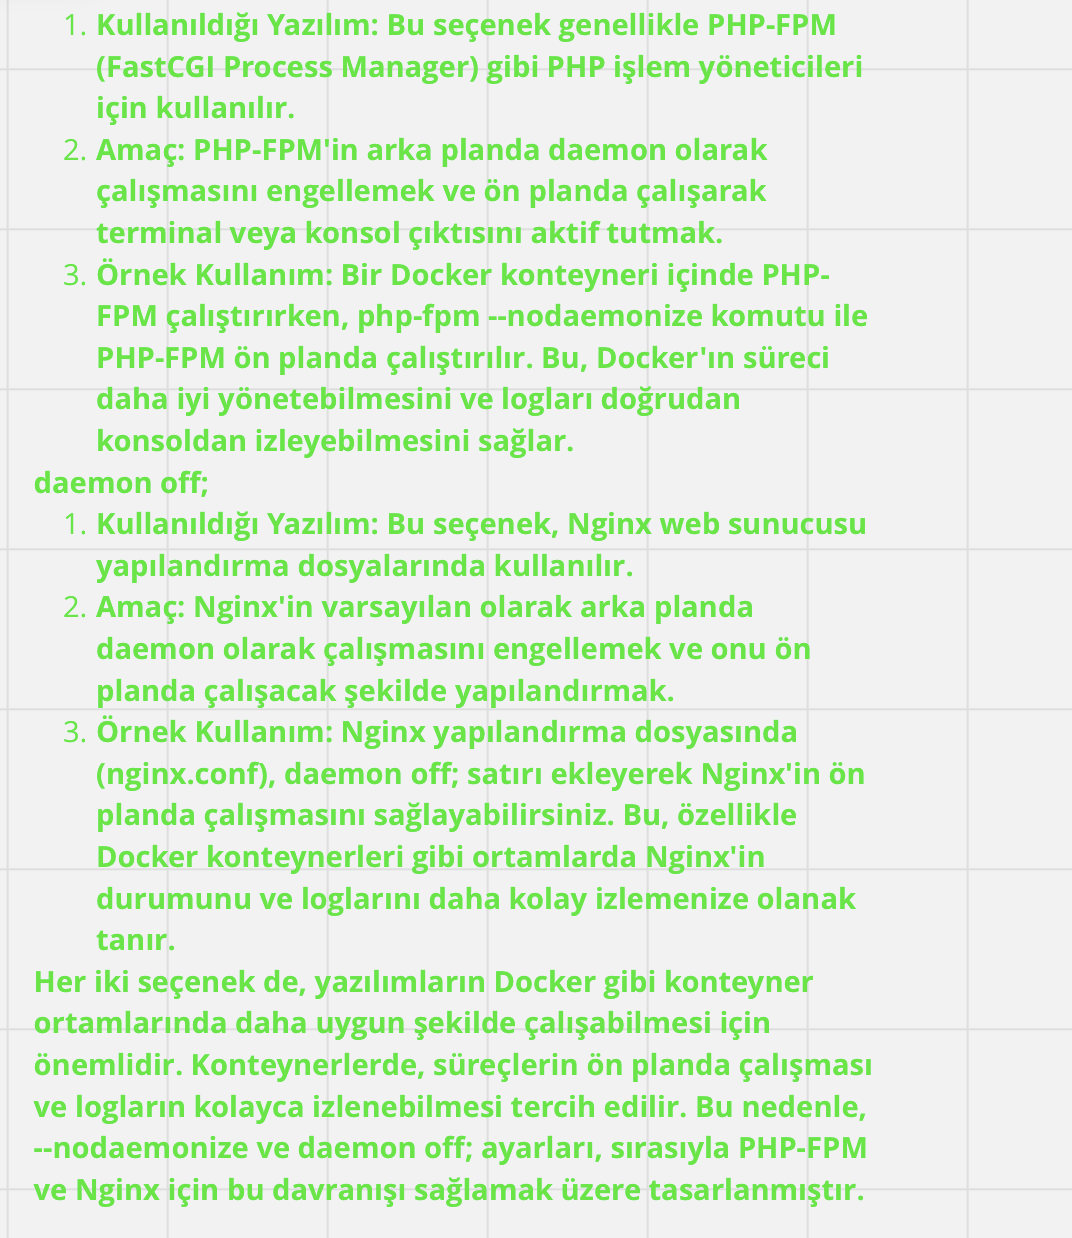 1. Kullanıldığı Yazılım: Bu seçenek genellikle PHP-FPM
(FastCGI Process Manager) gibi PHP işlem yöneticileri
için kullanılır.
2. Amaç: PHP-FPM'in arka planda daemon olarak
çalışmasını engellemek ve ön planda çalışarak
terminal veya konsol çıktısını aktif tutmak.
3. Örnek Kullanım: Bir Docker konteyneri içinde PHP-
FPM çalıştırırken, php-fpm --nodaemonize komutu ile
PHP-FPM ön planda çalıştırılır. Bu, Docker'ın süreci
daha iyi yönetebilmesini ve logları doğrudan
konsoldan izleyebilmesini sağlar.
daemon off;
1. Kullanıldığı Yazılım: Bu seçenek, Nginx web sunucusu
yapılandırma dosyalarında kullanılır.
2. Amaç: Nginx'in varsayılan olarak arka planda
daemon olarak çalışmasını engellemek ve onu ön
planda çalışacak şekilde yapılandırmak.
3. Örnek Kullanım: Nginx yapılandırma dosyasında
(nginx.conf), daemon off; satırı ekleyerek Nginx'in ön
planda çalışmasını sağlayabilirsiniz. Bu, özellikle
Docker konteynerleri gibi ortamlarda Nginx'in
durumunu ve loglarını daha kolay izlemenize olanak
tanır.
Her iki seçenek de, yazılımların Docker gibi konteyner
ortamlarında daha uygun şekilde çalışabilmesi için
önemlidir. Konteynerlerde, süreçlerin ön planda çalışması
ve logların kolayca izlenebilmesi tercih edilir. Bu nedenle,
--nodaemonize ve daemon off; ayarları, sırasıyla PHP-FPM
ve Nginx için bu davranışı sağlamak üzere tasarlanmıştır.